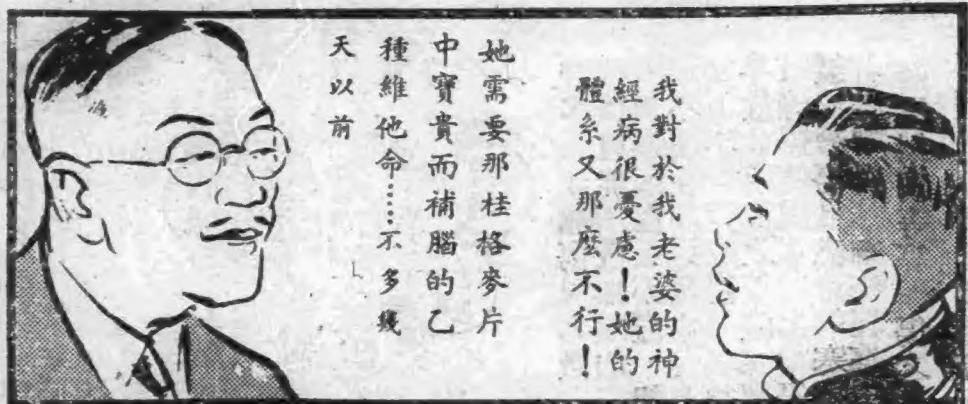 我對於我老婆的神
經病很憂慮！她的
體系又那麽不行！
她需要那桂格麥片
中寶貴而補腦的乙
種維他命……不多幾
天以前